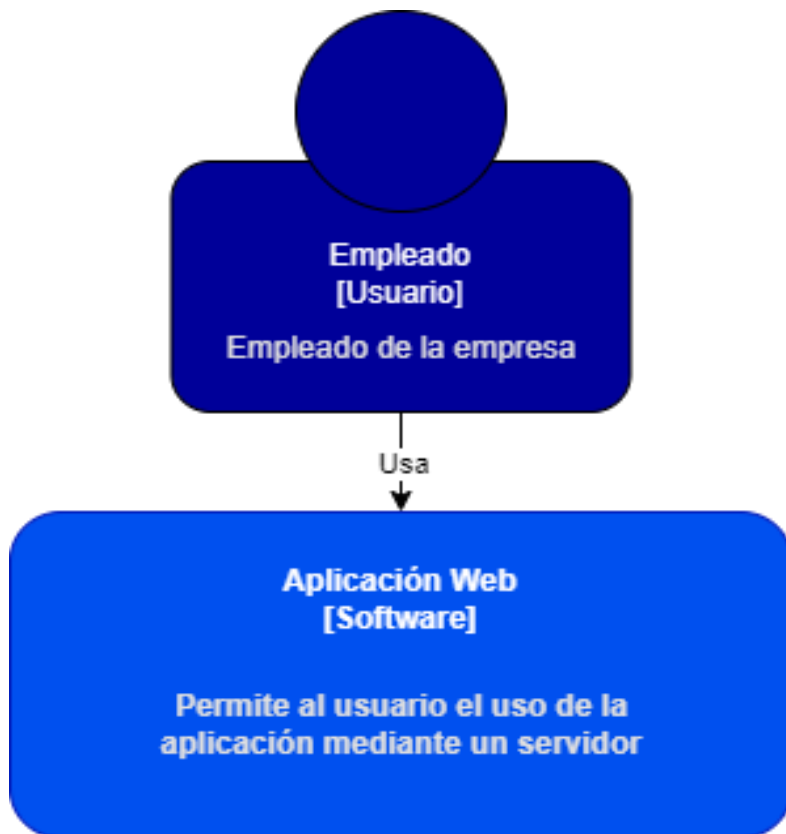 Empleado
[Usuario]
Empleado de la empresa
Usa
Aplicación Web
[Software]
Permite al usuario el uso de la
aplicación mediante un servidor